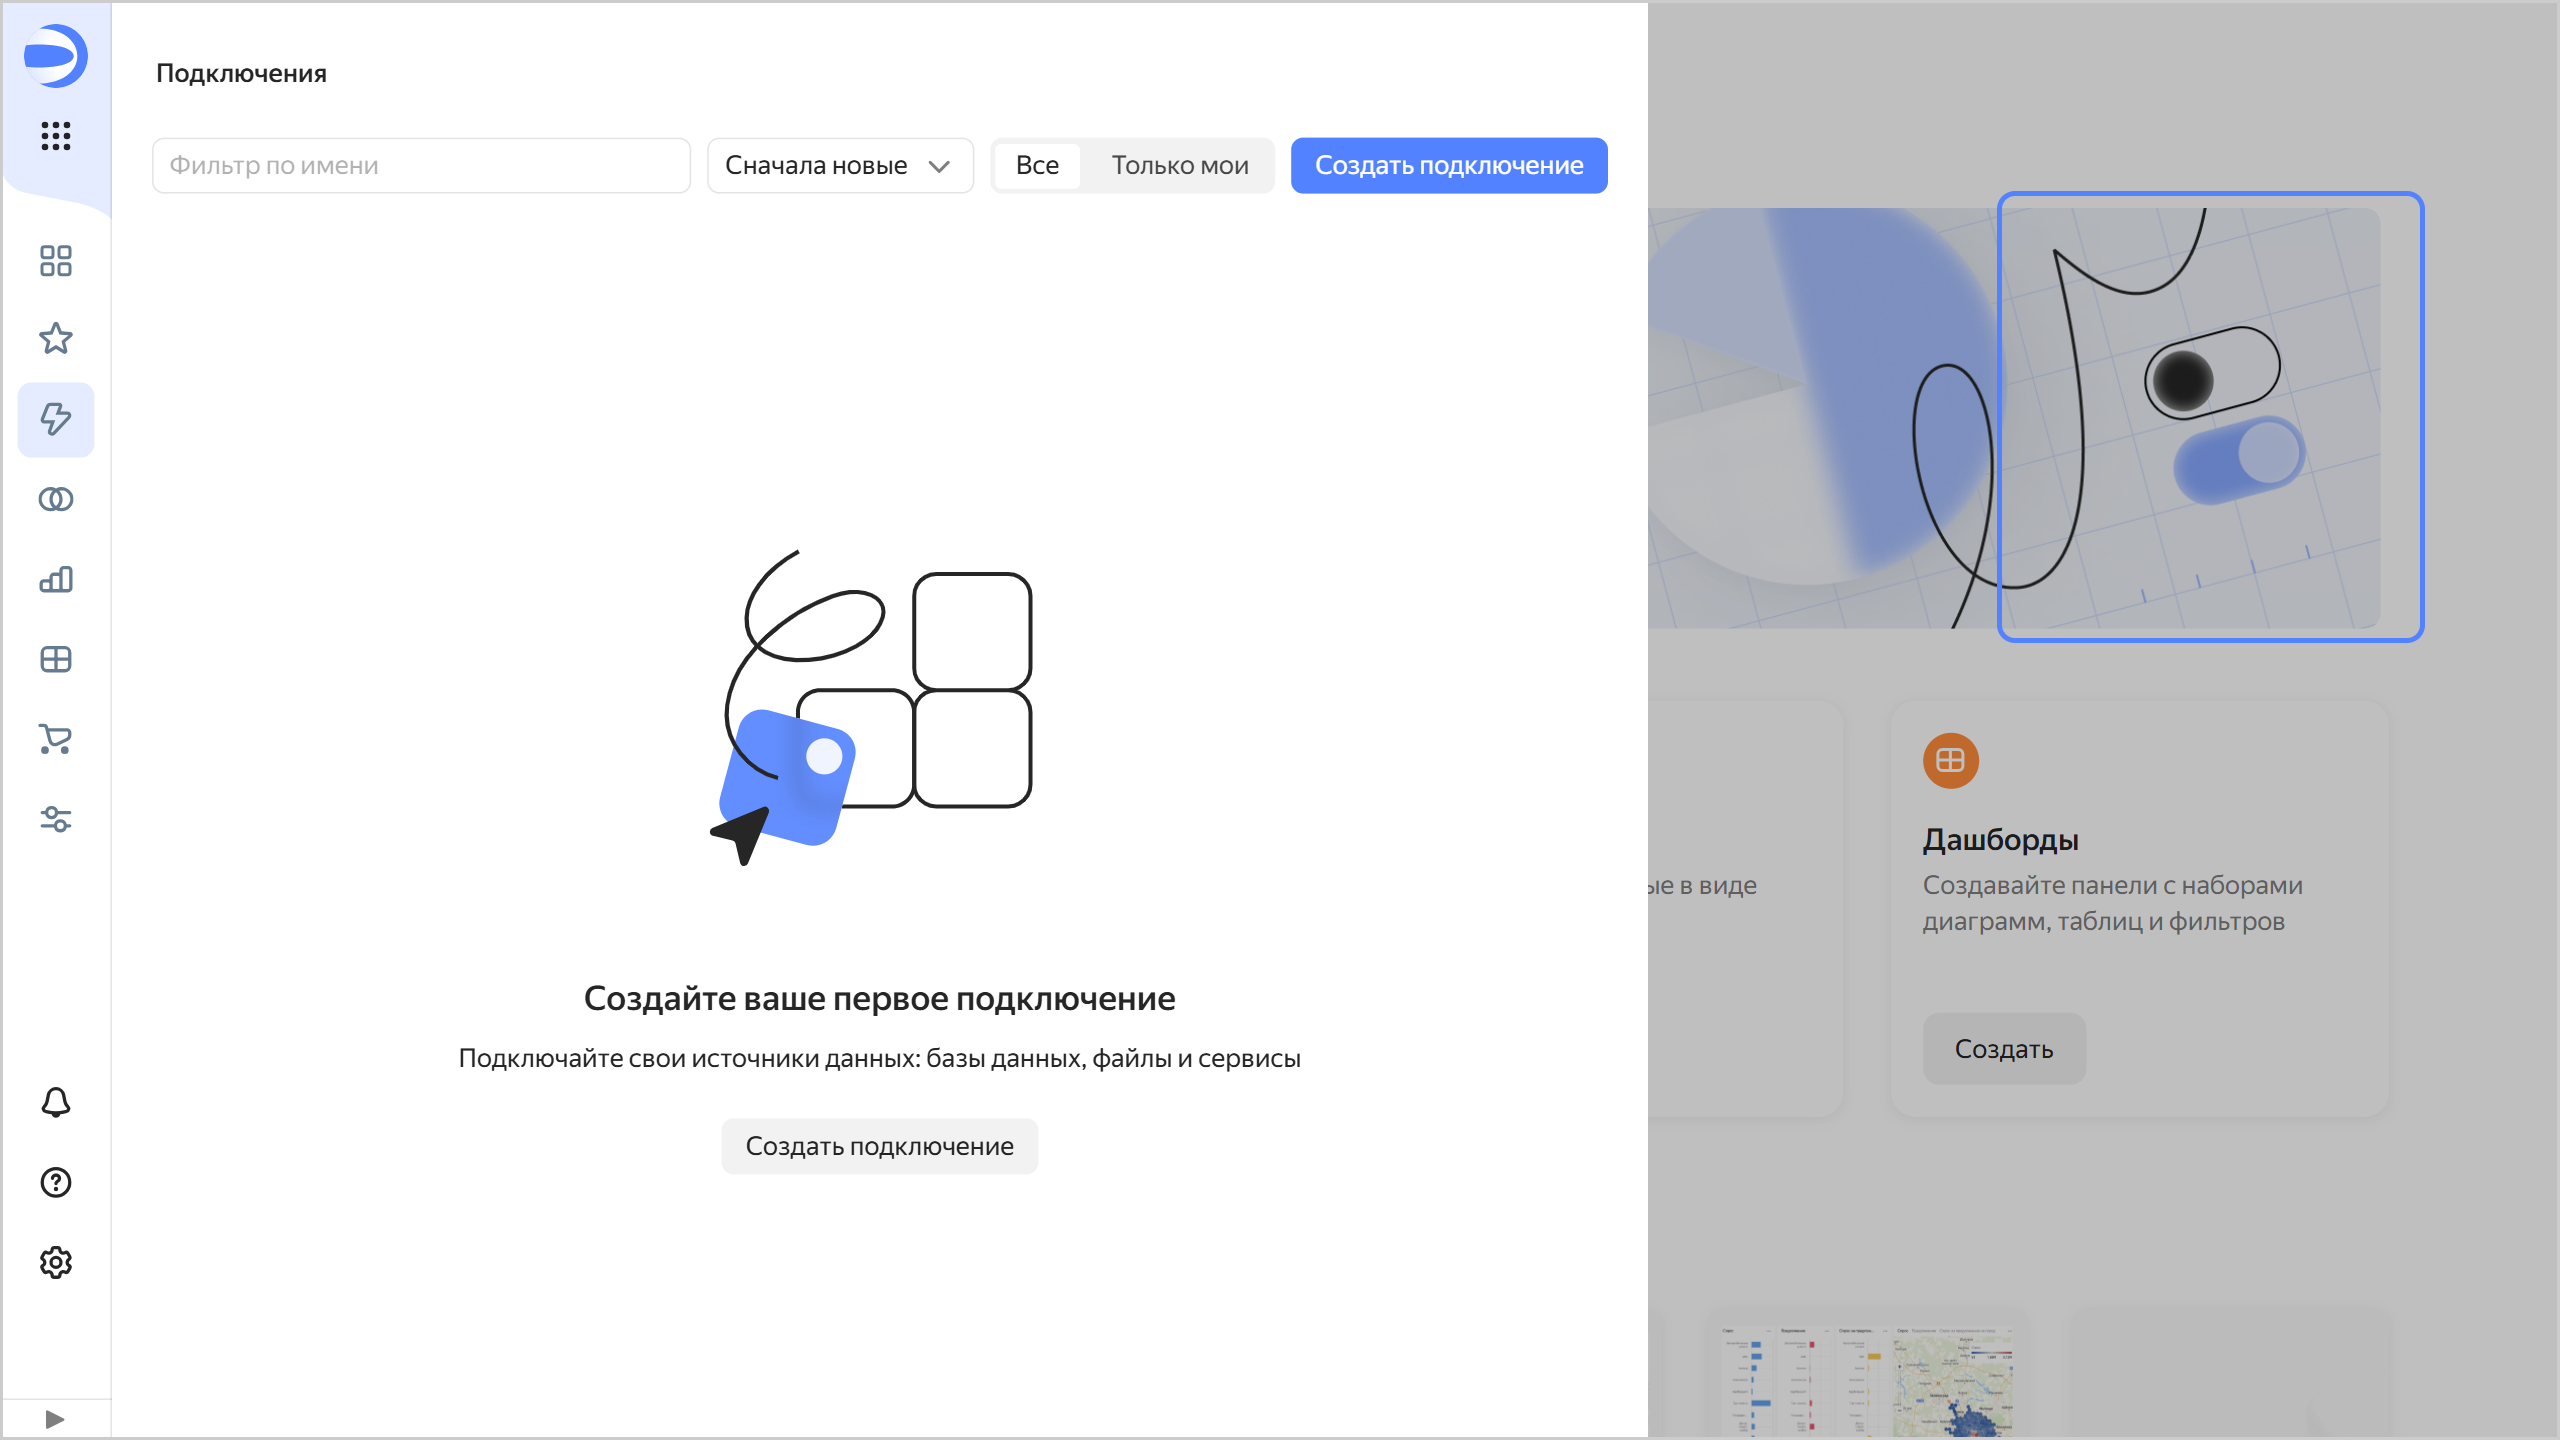 Подключения
Фильтр по имени
Сначала новые
Все
Только мои
Создать подключение
Создайте ваше первое подключение
Подключайте свои источники данных: базы данных, файлы и сервисы
Создать подключение
ые в виде
Дашборды
Создавайте панели с наборами
диаграмм, таблиц и фильтров
Создать